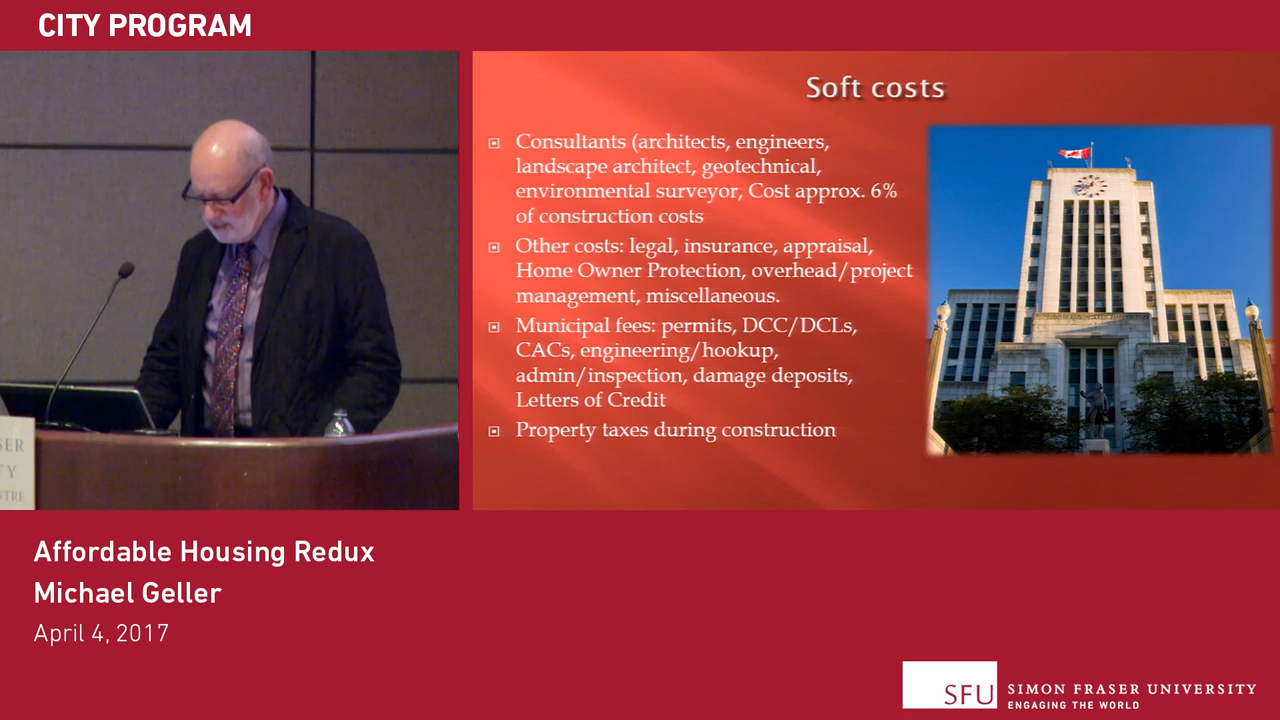 CITY PROGRAM
Soft costs
Consultants (architects, engineers,
landscape architect, geotechnical,
environmental surveyor, Cost approx. 6%
of construction costs
Other costs: legal, insurance, appraisal,
Home Owner Protection, overhead/project
management, miscellaneous.
Municipal fees: permits, DCC/DCLs,
CACs, engineering/hookup,
admin/inspection, damage deposits,
Letters of Credit
Property taxes during construction
SER
TY
NTRE
Affordable Housing Redux
Michael Geller
April 4, 2017
SFU
SIMON FRASER UNIVERSITY
ENGAGING THE WORLD